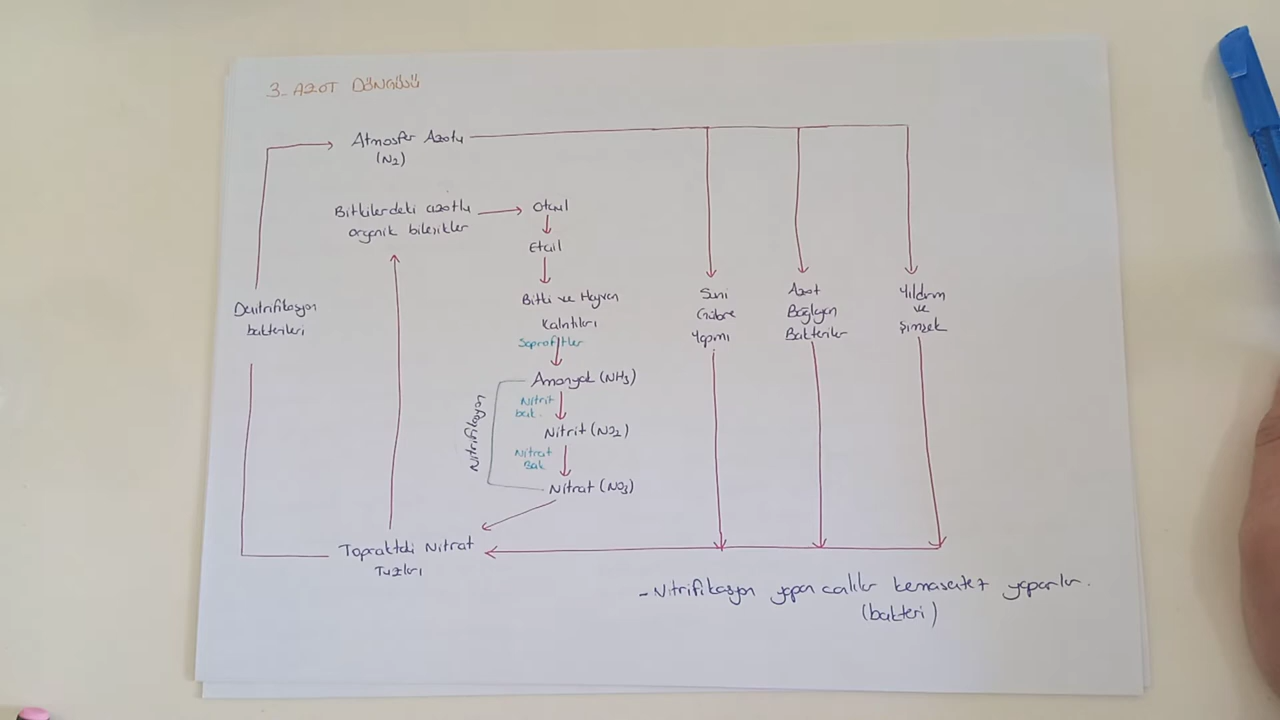 3- AZOT DÖNGÜSÜ
Atmosfer Azotu
(N₂)
Bitkilerdeki azotlu
organik bileşikler
Otçul
Etçil
Bitki ve Hayvan
Kalıntıları
Saprofitler
Amonyak (NH₃)
Nitrit
bak.
Nitrit (NO₂)
Nitrat
Bak
Nitrat (NO₃)
Nitrifikasyon
Denitrifikasyon
bakterileri
Topraktaki Nitrat
Tuzları
Suni
Gübre
Yapımı
Azot
Bağlayan
Bakteriler
Yıldırım
ve
Şimşek
- Nitrifikasyon yapan canlılar kemosentez yaparlar.
(bakteri)